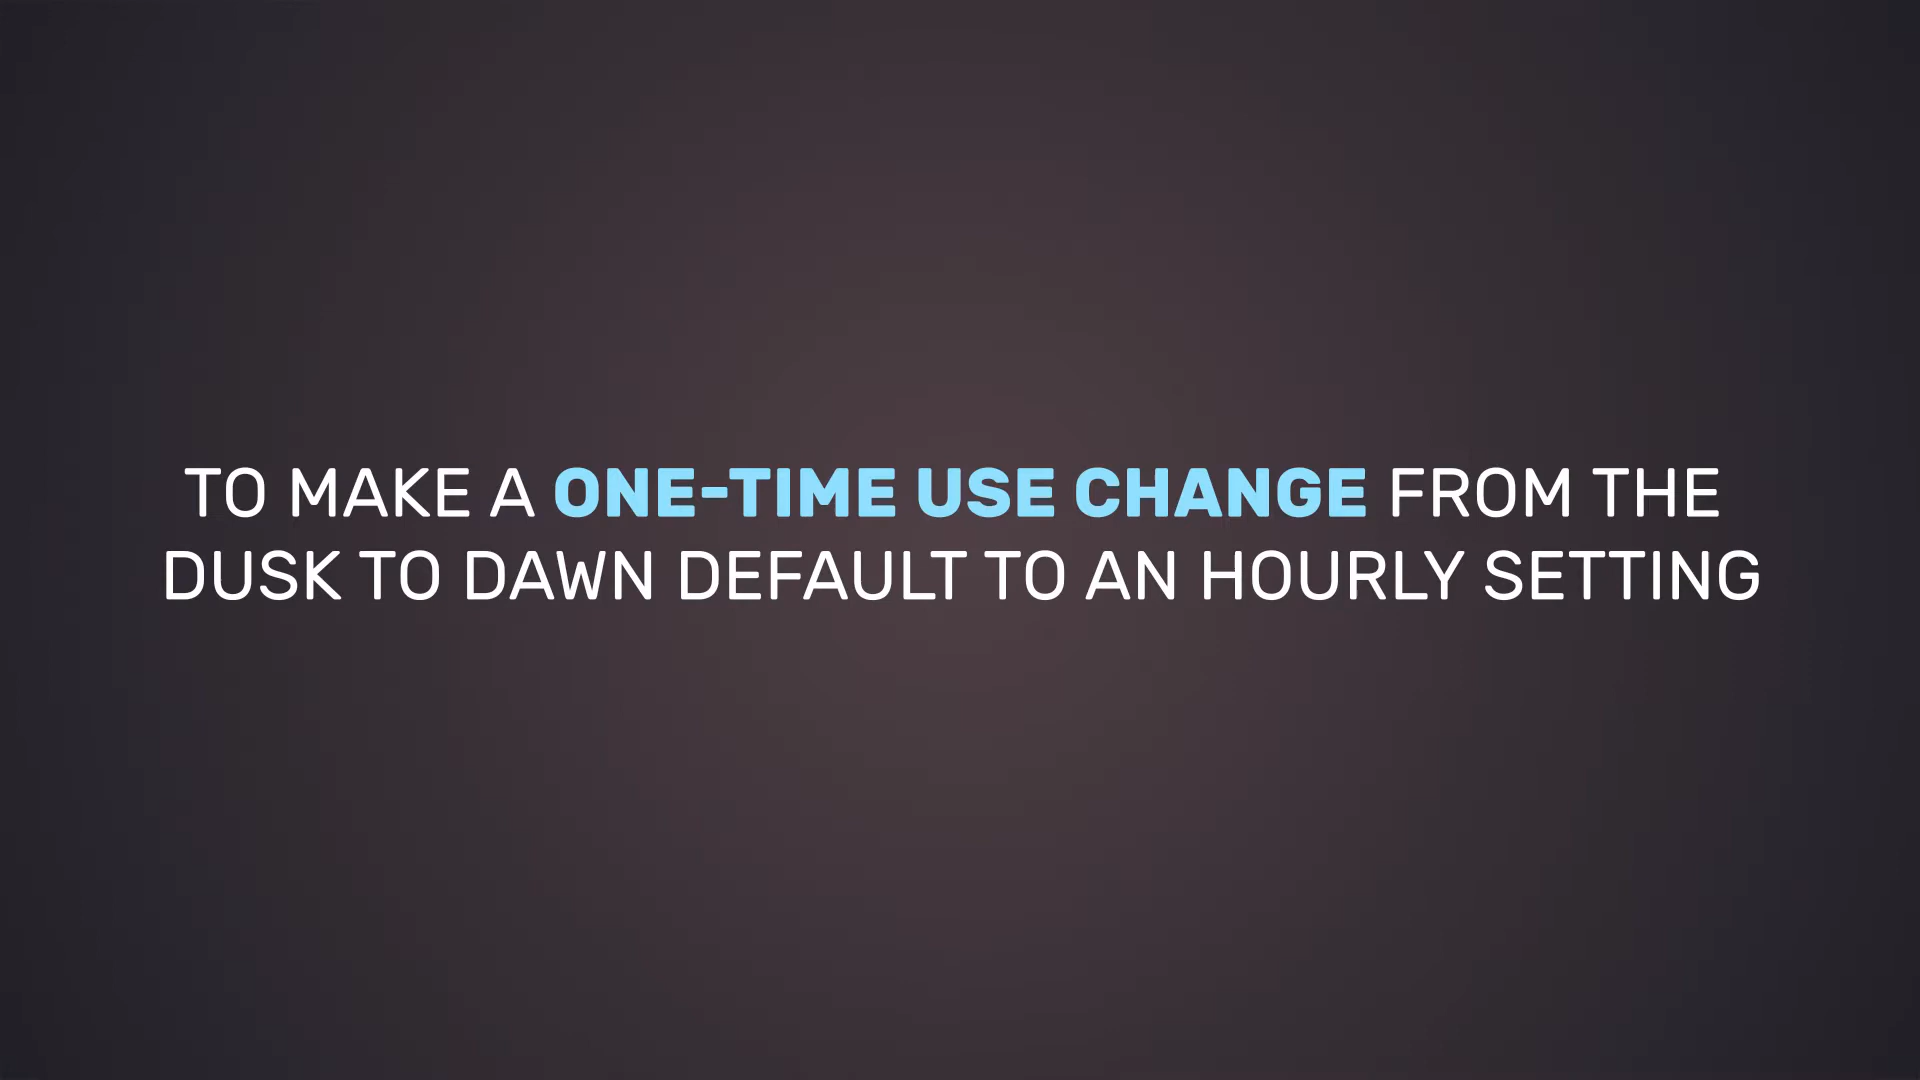 TO MAKE A ONE-TIME USE CHANGE FROM THE
DUSK TO DAWN DEFAULT TO AN HOURLY SETTING